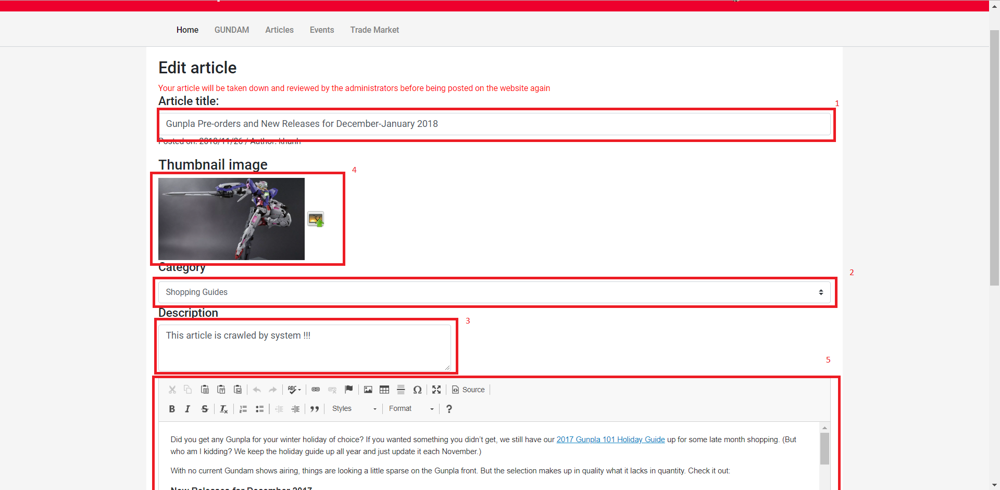 Home GUNDAM Articles Events Trade Market
Edit article
Your article will be taken down and reviewed by the administrators before being posted on the website again
Article title:
1
Gunpla Pre-orders and New Releases for December-January 2018
Posted on: 2018/11/26 / Author: khanh
Thumbnail image
4
Category
2
Shopping Guides
Description
3
This article is crawled by system !!!
5
ABC Source
B I S Tx Styles Format ?
Did you get any Gunpla for your winter holiday of choice? If you wanted something you didn’t get, we still have our 2017 Gunpla 101 Holiday Guide up for some late month shopping. (But
who am I kidding? We keep the holiday guide up all year and just update it each November.)
With no current Gundam shows airing, things are looking a little sparse on the Gunpla front. But the selection makes up in quality what it lacks in quantity. Check it out:
New Releases for December 2017